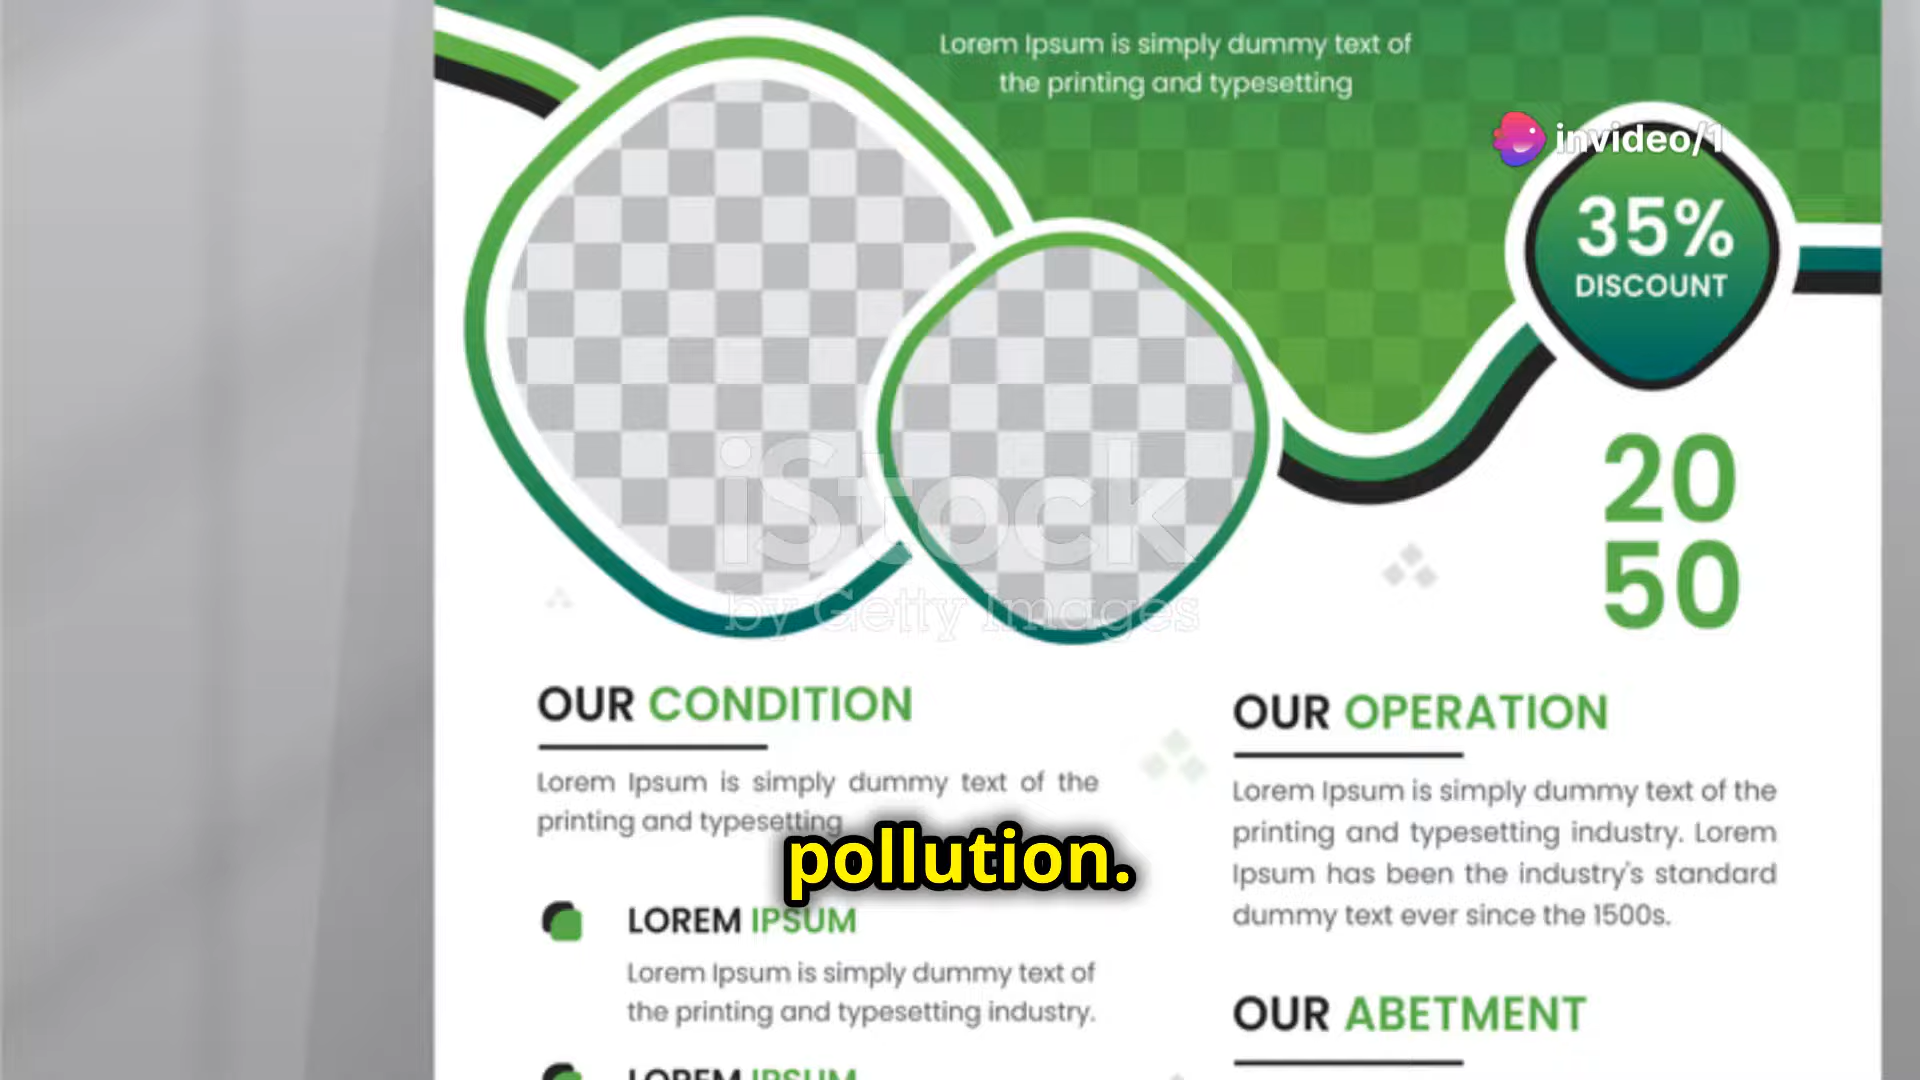 Lorem Ipsum is simply dummy text of
the printing and typesetting
invideo/1
35%
DISCOUNT
20
50
iStock
by Getty Images
OUR CONDITION
Lorem Ipsum is simply dummy text of the
printing and typesetting
pollution.
LOREM IPSUM
Lorem Ipsum is simply dummy text of
the printing and typesetting industry.
LOREM IPSUM
OUR OPERATION
Lorem Ipsum is simply dummy text of the
printing and typesetting industry. Lorem
Ipsum has been the industry's standard
dummy text ever since the 1500s.
OUR ABETMENT